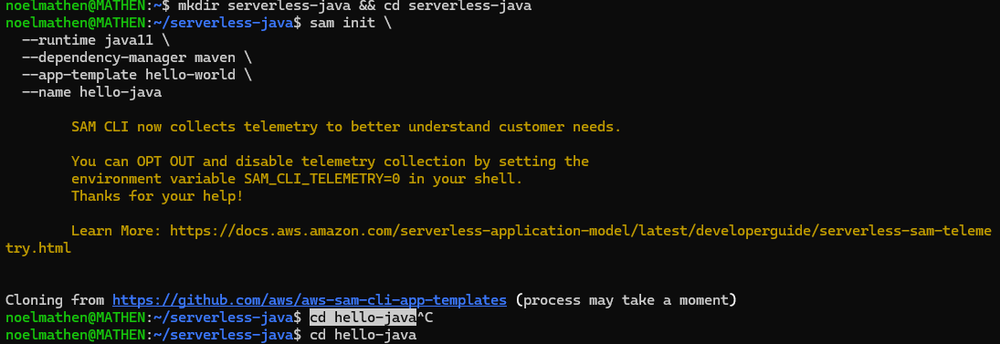 noelmathen@MATHEN:~$ mkdir serverless-java && cd serverless-java
noelmathen@MATHEN:~/serverless-java$ sam init \
  --runtime java11 \
  --dependency-manager maven \
  --app-template hello-world \
  --name hello-java
        SAM CLI now collects telemetry to better understand customer needs.
        You can OPT OUT and disable telemetry collection by setting the
        environment variable SAM_CLI_TELEMETRY=0 in your shell.
        Thanks for your help!
        Learn More: https://docs.aws.amazon.com/serverless-application-model/latest/developerguide/serverless-sam-teleme
try.html
Cloning from https://github.com/aws/aws-sam-cli-app-templates (process may take a moment)
noelmathen@MATHEN:~/serverless-java$ cd hello-java^C
noelmathen@MATHEN:~/serverless-java$ cd hello-java